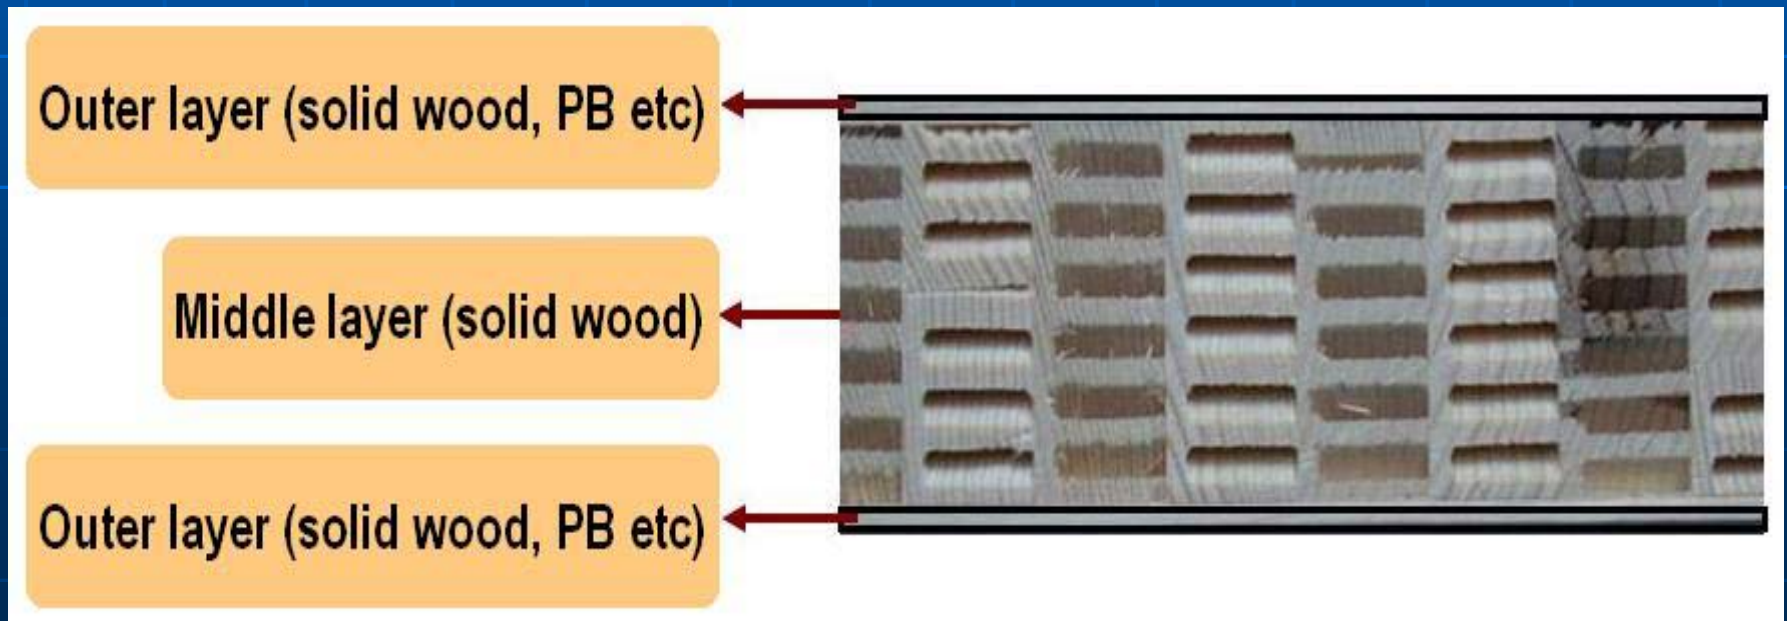 Outer layer (solid wood, PB etc)
Middle layer (solid wood)
Outer layer (solid wood, PB etc)